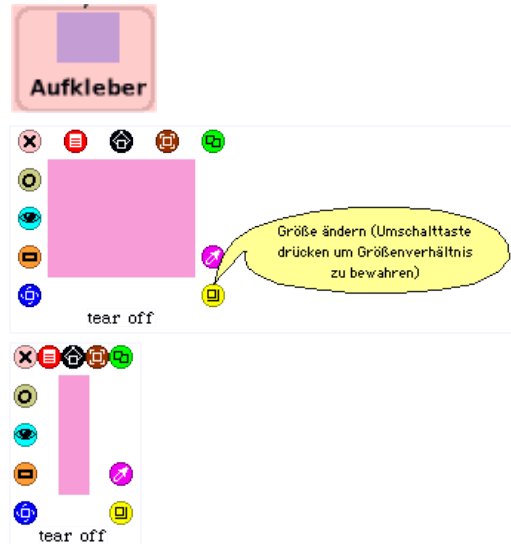 Aufkleber
Größe ändern (Umschalttaste
drücken um Größenverhältnis
zu bewahren)
tear off
tear off